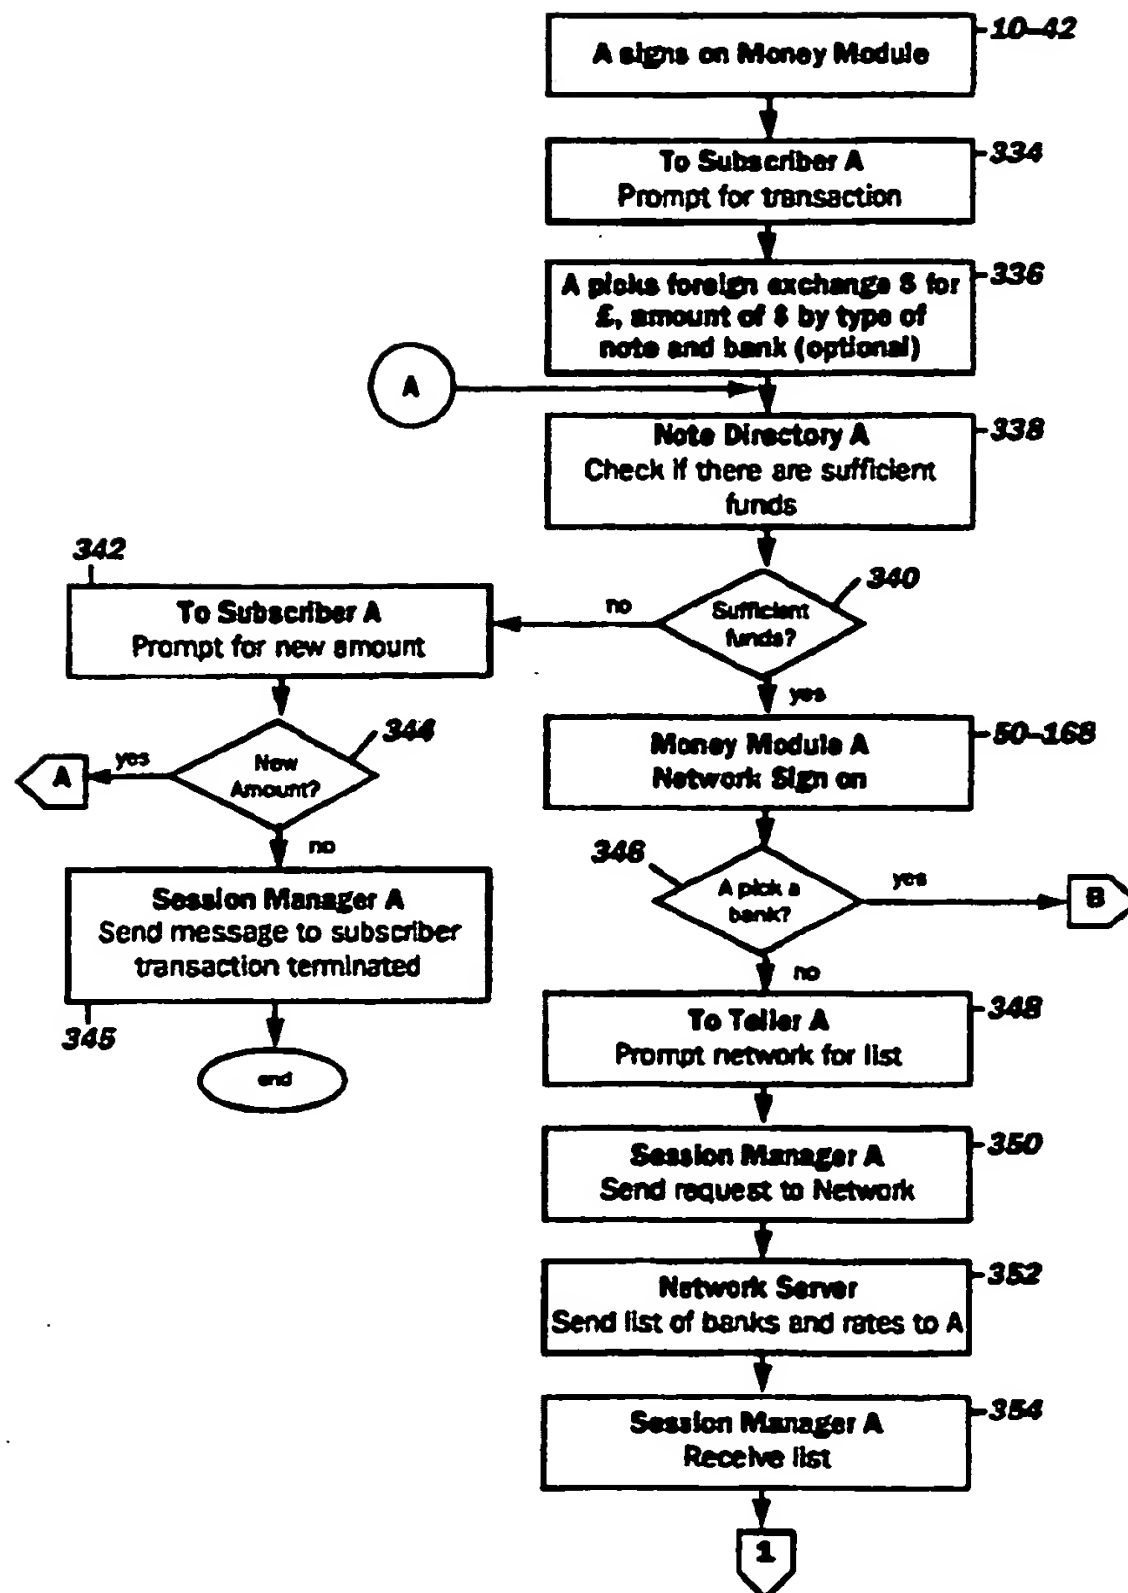 10-42
A signs on Money Module
334
To Subscriber A
Prompt for transaction
336
A picks foreign exchange $ for
£, amount of $ by type of
note and bank (optional)
A
338
Note Directory A
Check if there are sufficient
funds
342
340
To Subscriber A
Prompt for new amount
no
Sufficient
funds?
yes
344
New
Amount?
yes
A
no
50-168
Money Module A
Network Sign on
346
A pick a
bank?
yes
B
no
Session Manager A
Send message to subscriber
transaction terminated
345
end
348
To Teller A
Prompt network for list
350
Session Manager A
Send request to Network
352
Network Server
Send list of banks and rates to A
354
Session Manager A
Receive list
1